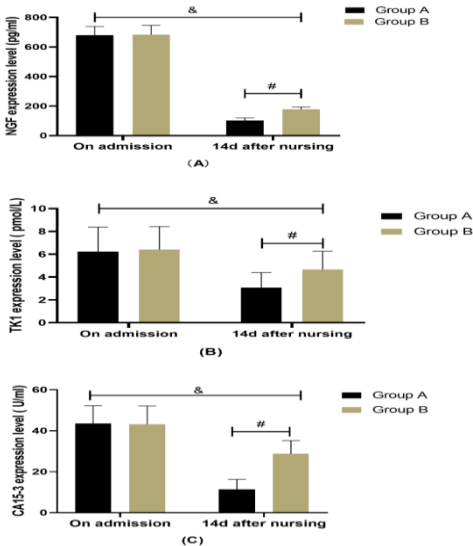 &
Group A
Group B
NGF expression level (pg/ml)
800
600
400
200
0
#
On admission
14d after nursing
(A)
&
Group A
Group B
TK1 expression level ( pmol/L)
10
8
6
4
2
0
#
On admission
14d after nursing
(B)
&
Group A
Group B
CA15-3 expression level ( U/ml)
60
40
20
0
#
On admission
14d after nursing
(C)